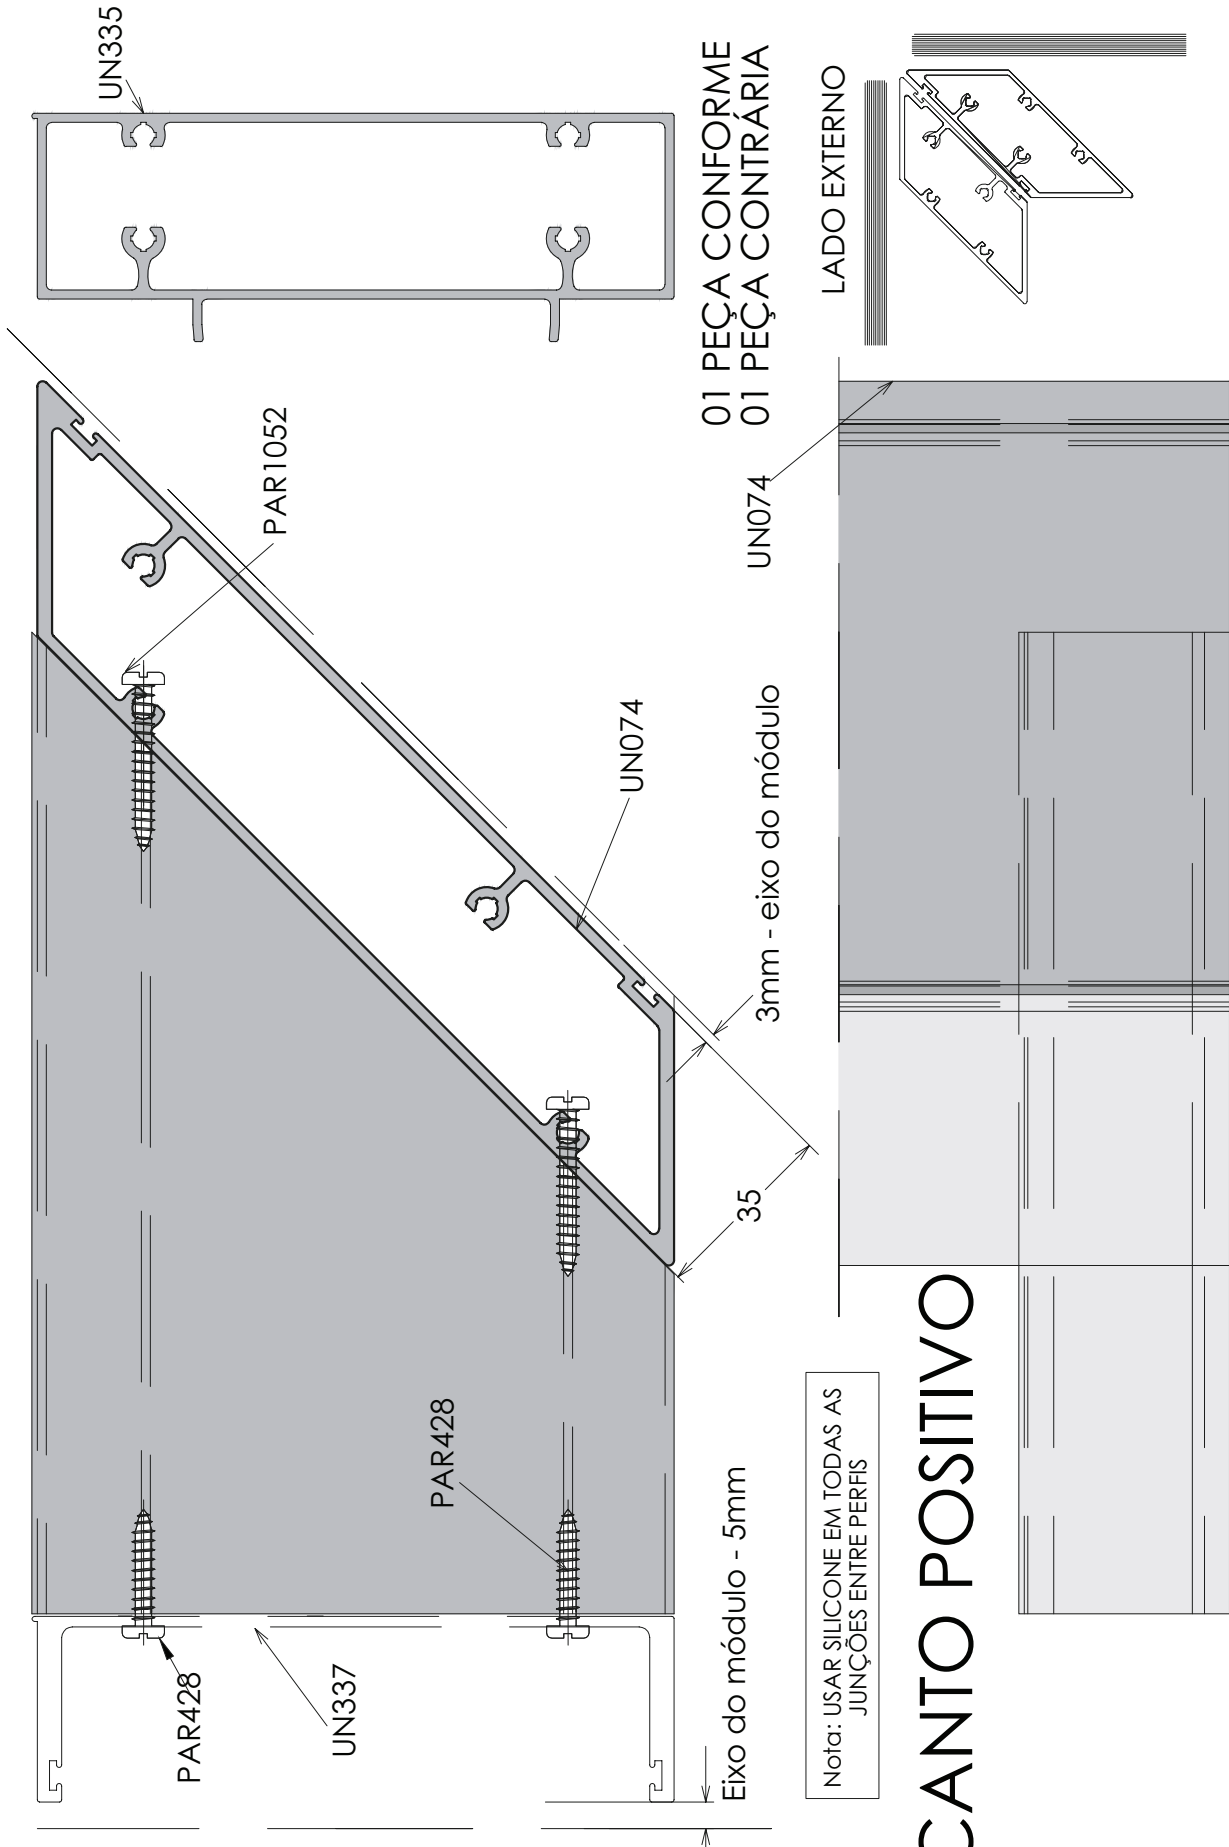 PAR428
UN337
PAR428
UN074
PAR1052
UN335
Eixo do módulo - 5mm
35
3mm - eixo do módulo
01 PEÇA CONFORME
01 PEÇA CONTRÁRIA
UN074
LADO EXTERNO
Nota: USAR SILICONE EM TODAS AS
JUNÇÕES ENTRE PERFIS
CANTO POSITIVO